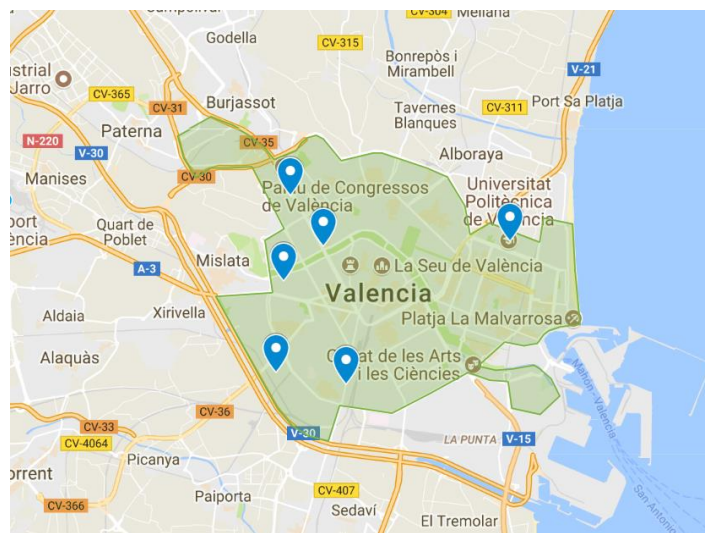 CV-304
Meliana
Godella
CV-315
Bonrepòs i
Mirambell
V-21
Jarro
CV-365
CV-31
Burjassot
Tavernes
Blanques
CV-311
Port Sa Platja
Paterna
N-220
CV-35
V-30
Alboraya
Manises
CV-30
Palau de Congressos
de València
Universitat
Politècnica
de València
Quart de
Poblet
Mislata
La Seu de València
A-3
Valencia
Aldaia
Xirivella
Platja La Malvarrosa
Alaquàs
Ciutat de les Arts
i les Ciències
Mahón - Valencia
CV-36
CV-33
CV-4064
V-30
LA PUNTA
V-15
Picanya
CV-407
Paiporta
CV-366
Sedaví
El Tremolar